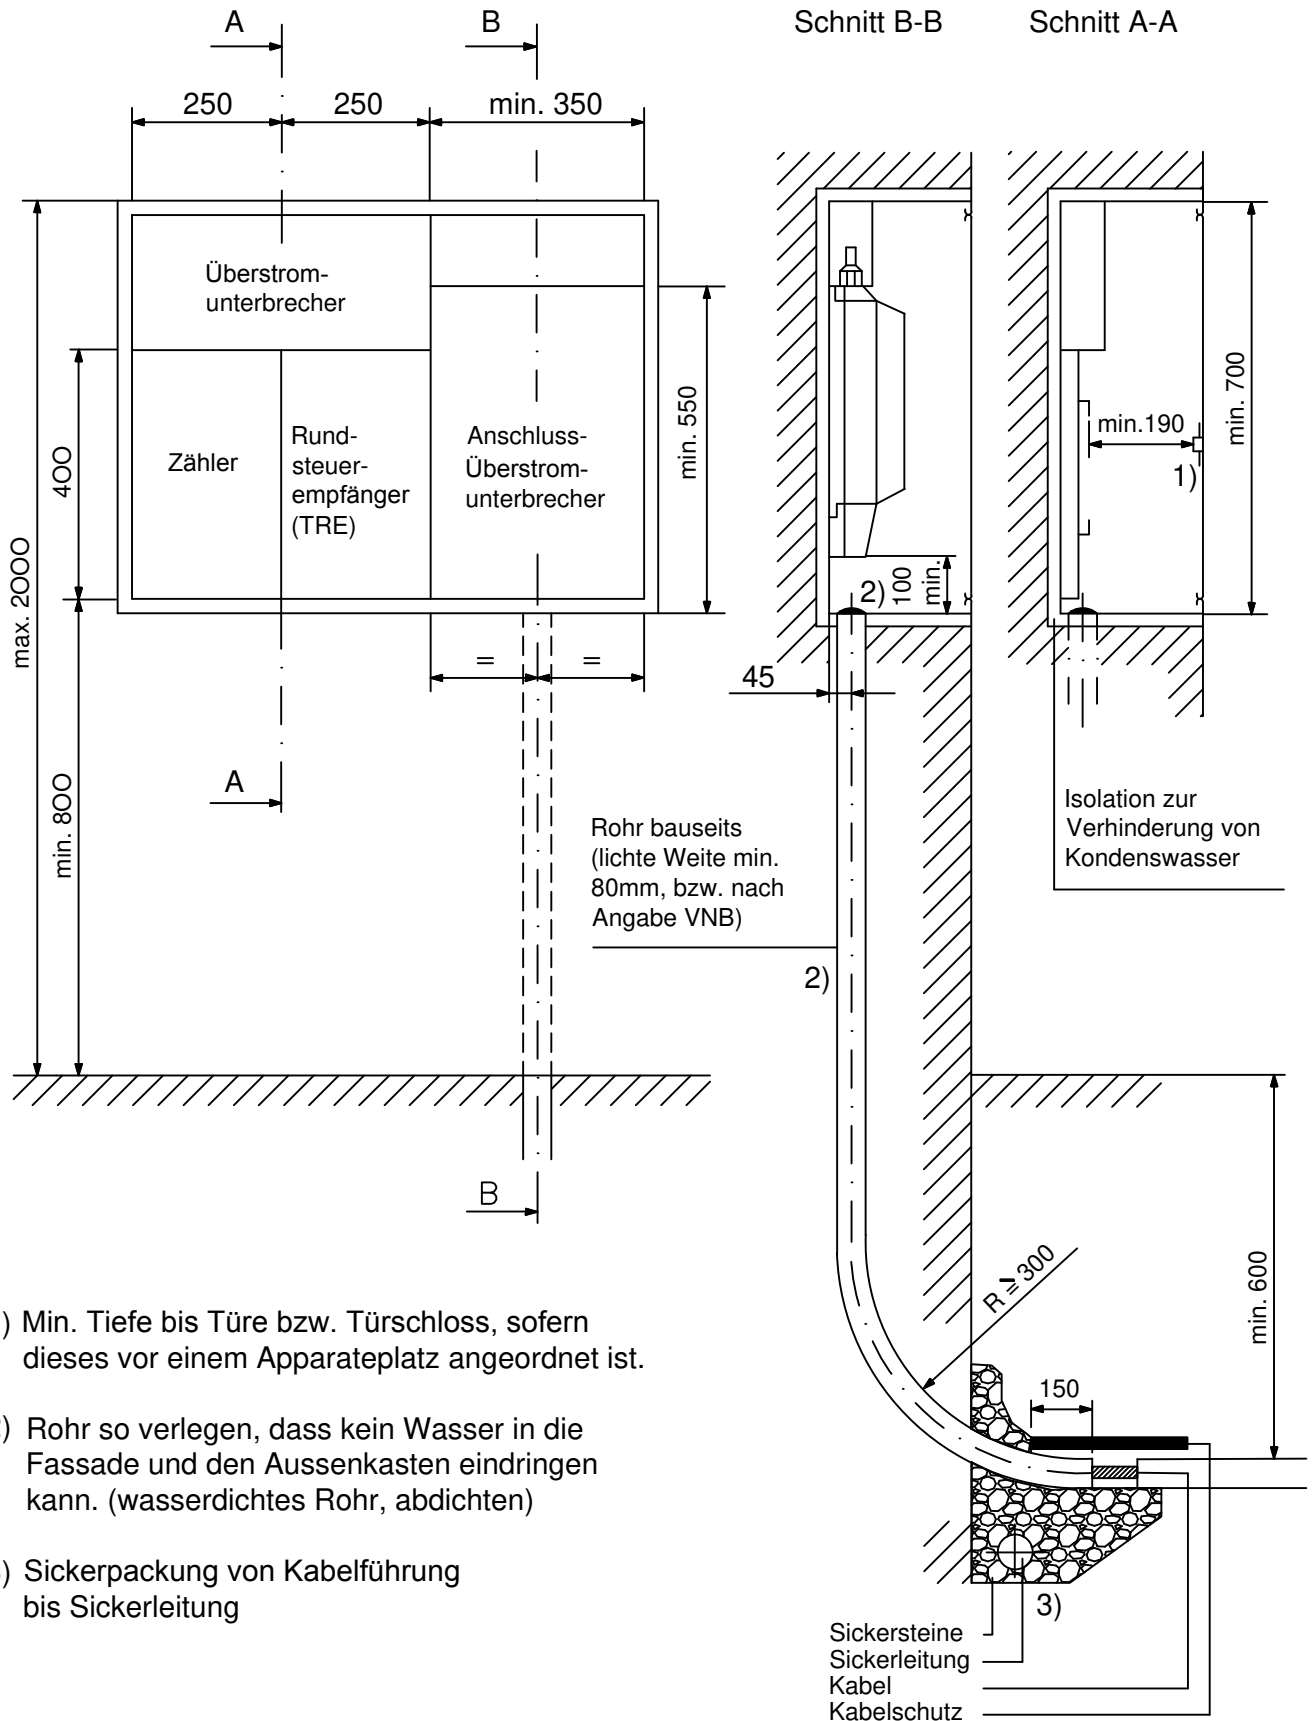 A
B
Schnitt B-B
Schnitt A-A
250
250
min. 350
Überstrom-
unterbrecher
Zähler
Rund-
steuer-
empfänger
(TRE)
Anschluss-
Überstrom-
unterbrecher
400
max. 2000
min. 800
min. 550
=
=
A
B
2)
100
min.
45
min.190
1)
min. 700
Isolation zur
Verhinderung von
Kondenswasser
Rohr bauseits
(lichte Weite min.
80mm, bzw. nach
Angabe VNB)
2)
R ≥ 300
150
min. 600
3)
Sickersteine
Sickerleitung
Kabel
Kabelschutz
) Min. Tiefe bis Türe bzw. Türschloss, sofern
dieses vor einem Apparateplatz angeordnet ist.
) Rohr so verlegen, dass kein Wasser in die
Fassade und den Aussenkasten eindringen
kann. (wasserdichtes Rohr, abdichten)
) Sickerpackung von Kabelführung
bis Sickerleitung